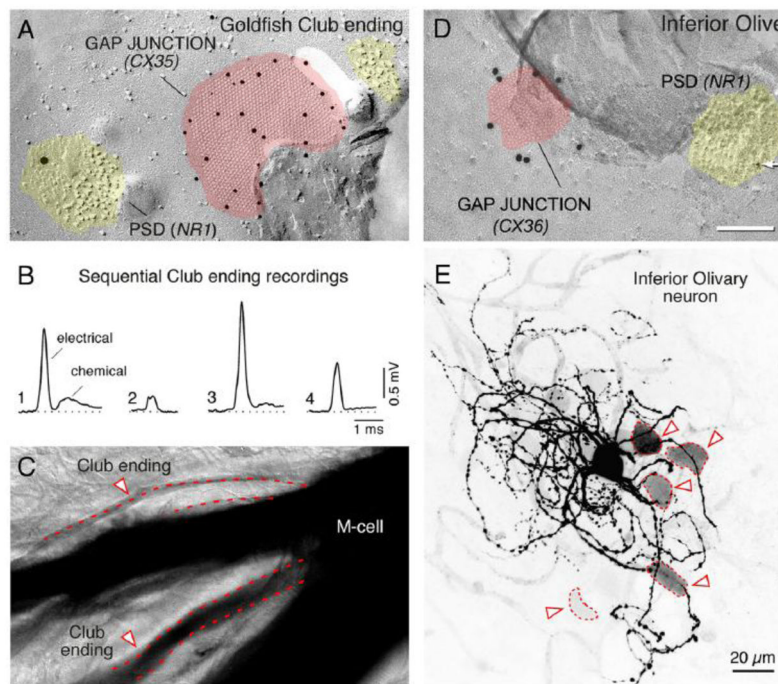 A
Goldfish Club ending
GAP JUNCTION
(CX35)
PSD (NR1)
D
Inferior Olive
PSD (NR1)
GAP JUNCTION
(CX36)
B
Sequential Club ending recordings
electrical
chemical
1
2
3
4
0.5 mV
1 ms
C
Club ending
M-cell
Club
ending
E
Inferior Olivary
neuron
20 µm